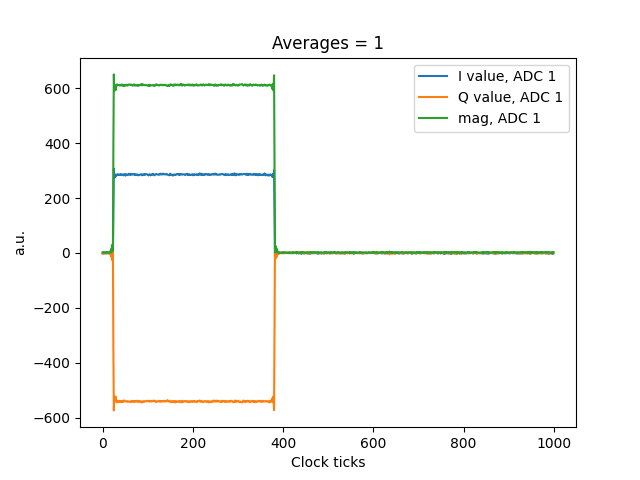 Averages = 1
I value, ADC 1
Q value, ADC 1
mag, ADC 1
a.u.
600
400
200
0
−200
−400
−600
0 200 400 600 800 1000
Clock ticks